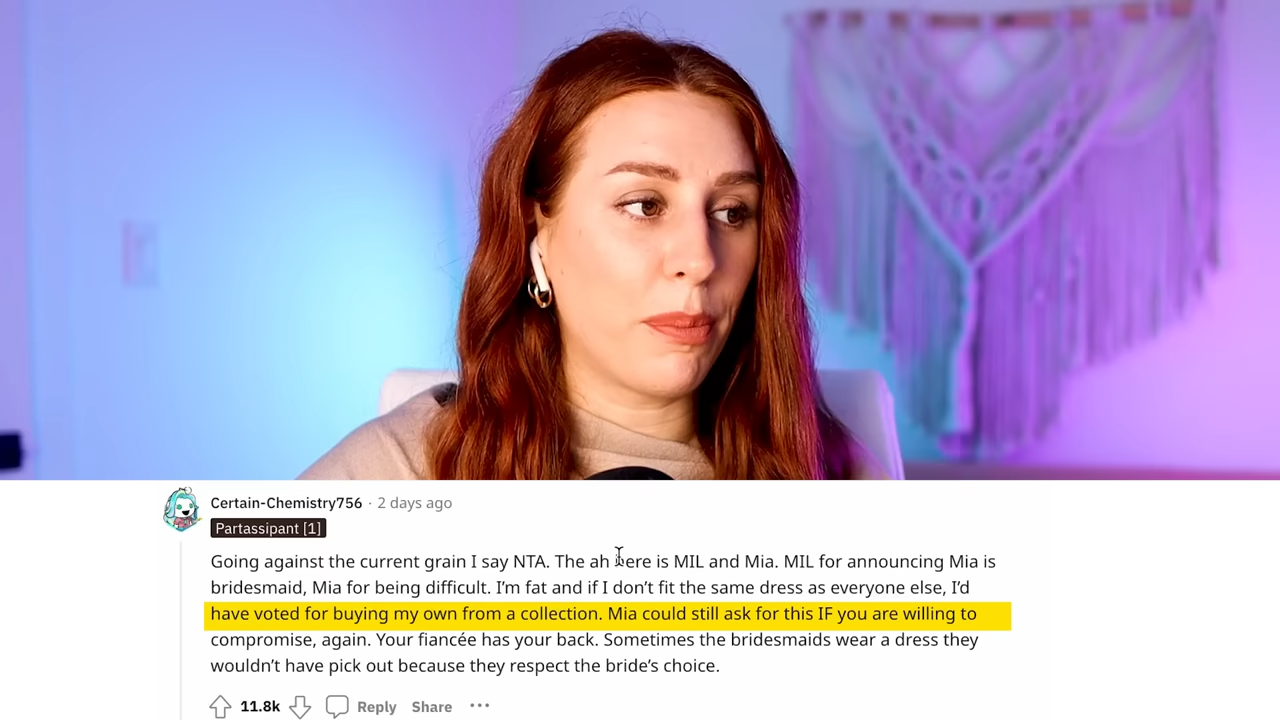 Certain-Chemistry756 · 2 days ago
Partassipant [1]
Going against the current grain I say NTA. The ah here is MIL and Mia. MIL for announcing Mia is
bridesmaid, Mia for being difficult. I'm fat and if I don't fit the same dress as everyone else, I'd
have voted for buying my own from a collection. Mia could still ask for this IF you are willing to
compromise, again. Your fiancée has your back. Sometimes the bridesmaids wear a dress they
wouldn't have pick out because they respect the bride's choice.
11.8k Reply Share ···